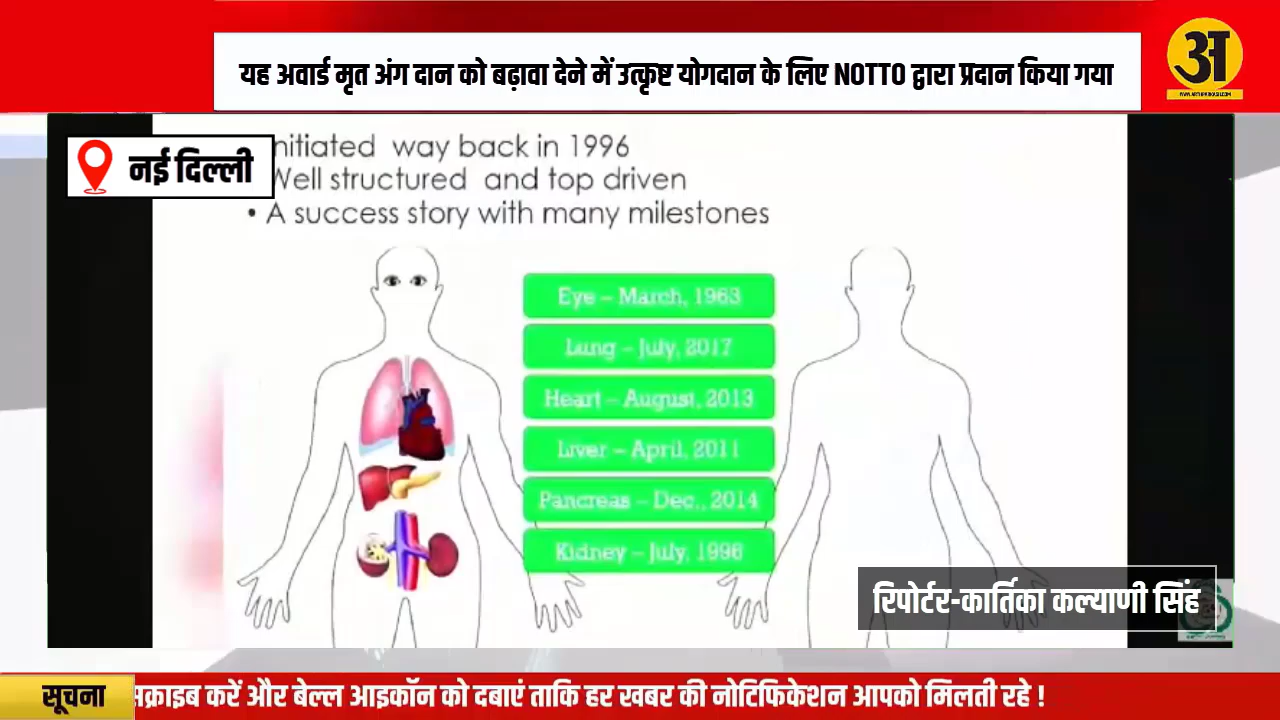 यह अवार्ड मृत अंग दान को बढ़ावा देने में उत्कृष्ट योगदान के लिए NOTTO द्वारा प्रदान किया गया
अ
नई दिल्ली
nitiated way back in 1996
Well structured and top driven
• A success story with many milestones
Eye – March, 1963
Lung – July, 2017
Heart – August, 2013
Liver – April, 2011
Pancreas – Dec., 2014
Kidney – July, 1996
रिपोर्टर-कार्तिका कल्याणी सिंह
सूचना
सक्राइब करें और बेल्ल आइकॉन को दबाएं ताकि हर खबर की नोटिफिकेशन आपको मिलती रहे !